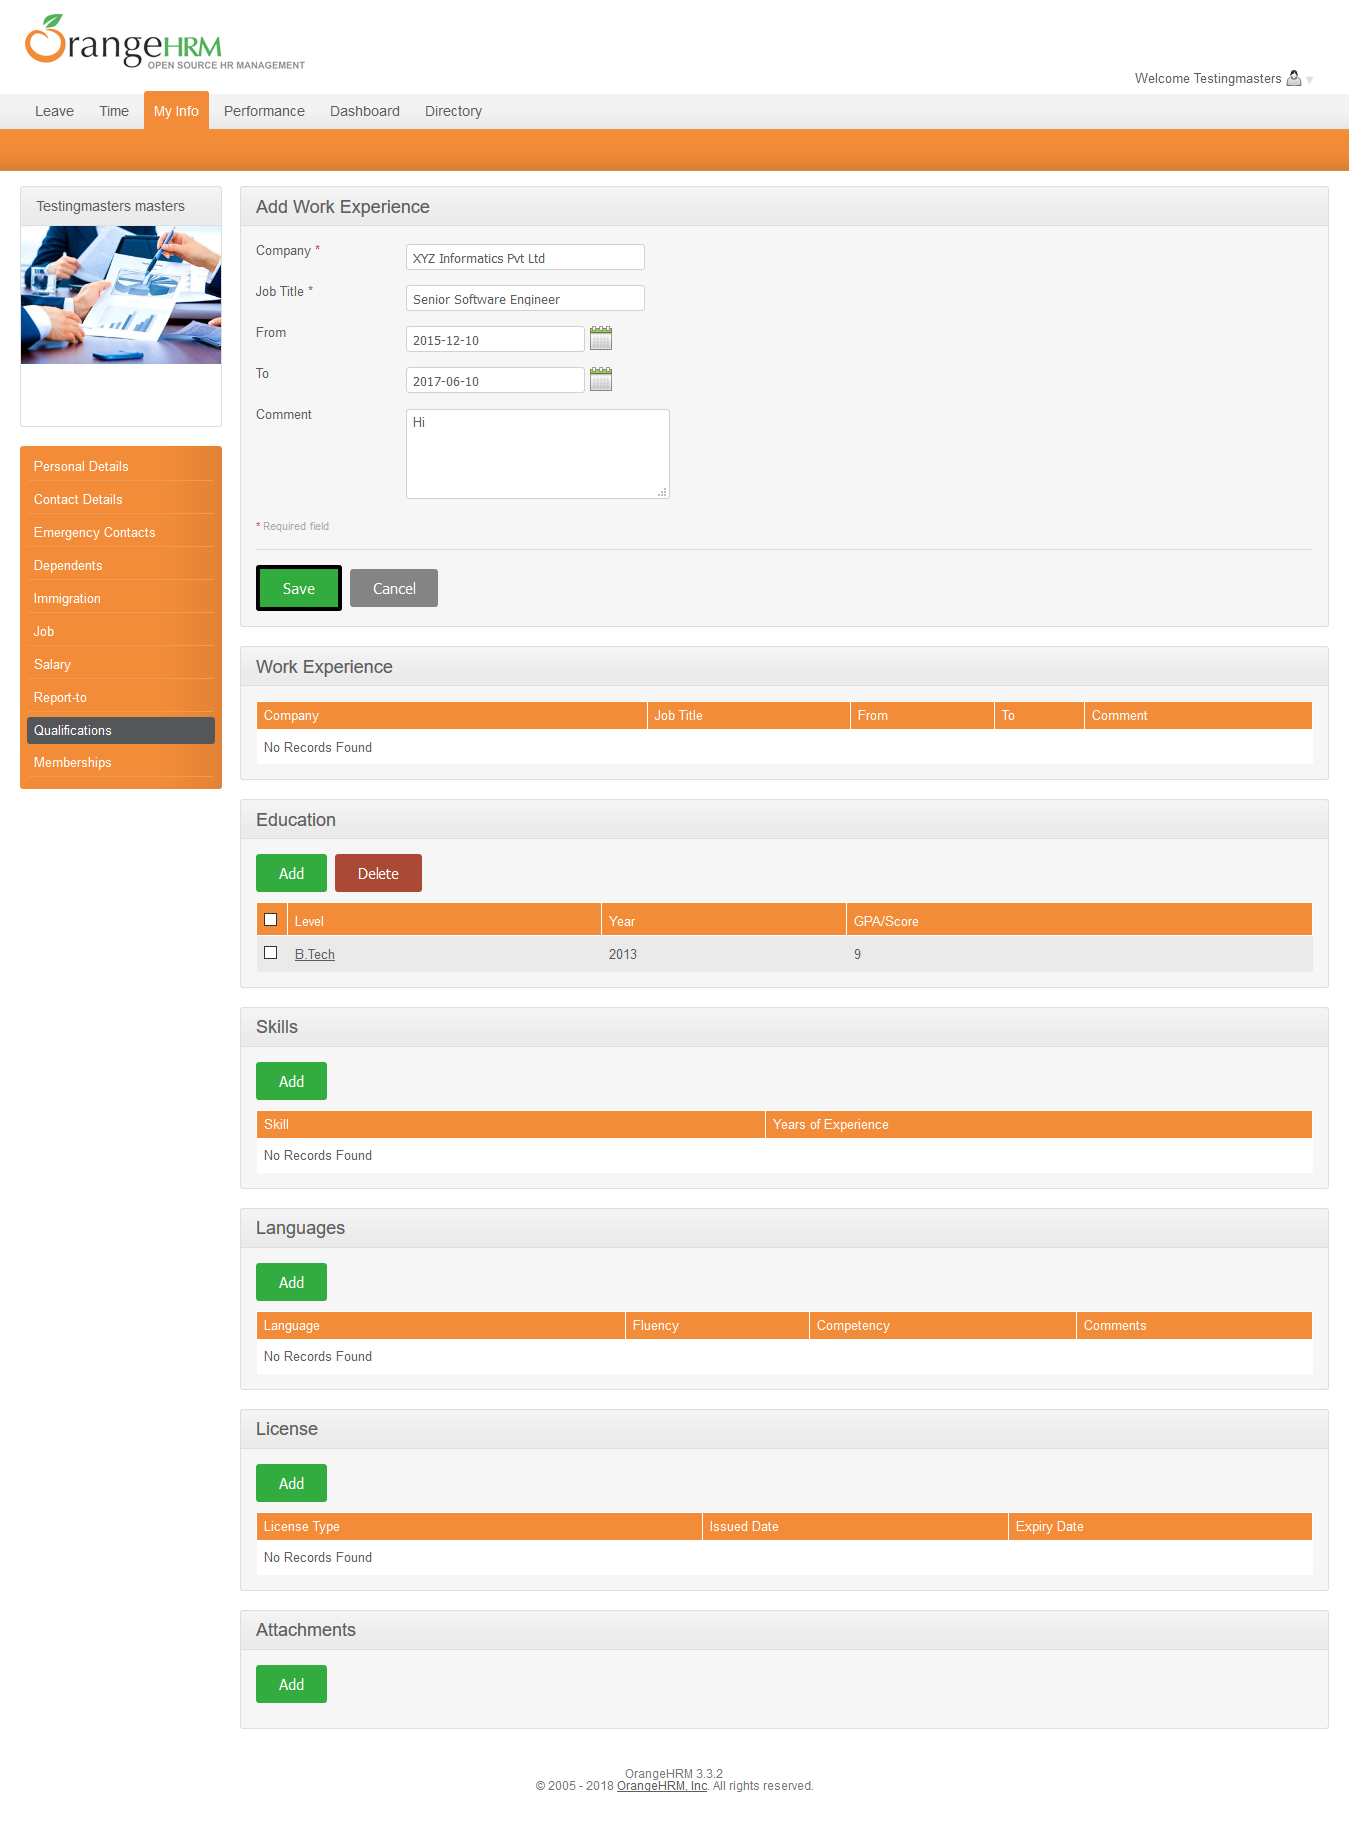 OrangeHRM
OPEN SOURCE HR MANAGEMENT
Welcome Testingmasters
Leave Time My Info Performance Dashboard Directory
Testingmasters masters
Personal Details
Contact Details
Emergency Contacts
Dependents
Immigration
Job
Salary
Report-to
Qualifications
Memberships
Add Work Experience
Company * XYZ Informatics Pvt Ltd
Job Title * Senior Software Engineer
From 2015-12-10
To 2017-06-10
Comment Hi
* Required field
Save Cancel
Work Experience
Company Job Title From To Comment
No Records Found
Education
Add Delete
Level Year GPA/Score
B.Tech 2013 9
Skills
Add
Skill Years of Experience
No Records Found
Languages
Add
Language Fluency Competency Comments
No Records Found
License
Add
License Type Issued Date Expiry Date
No Records Found
Attachments
Add
OrangeHRM 3.3.2
© 2005 - 2018 OrangeHRM, Inc. All rights reserved.